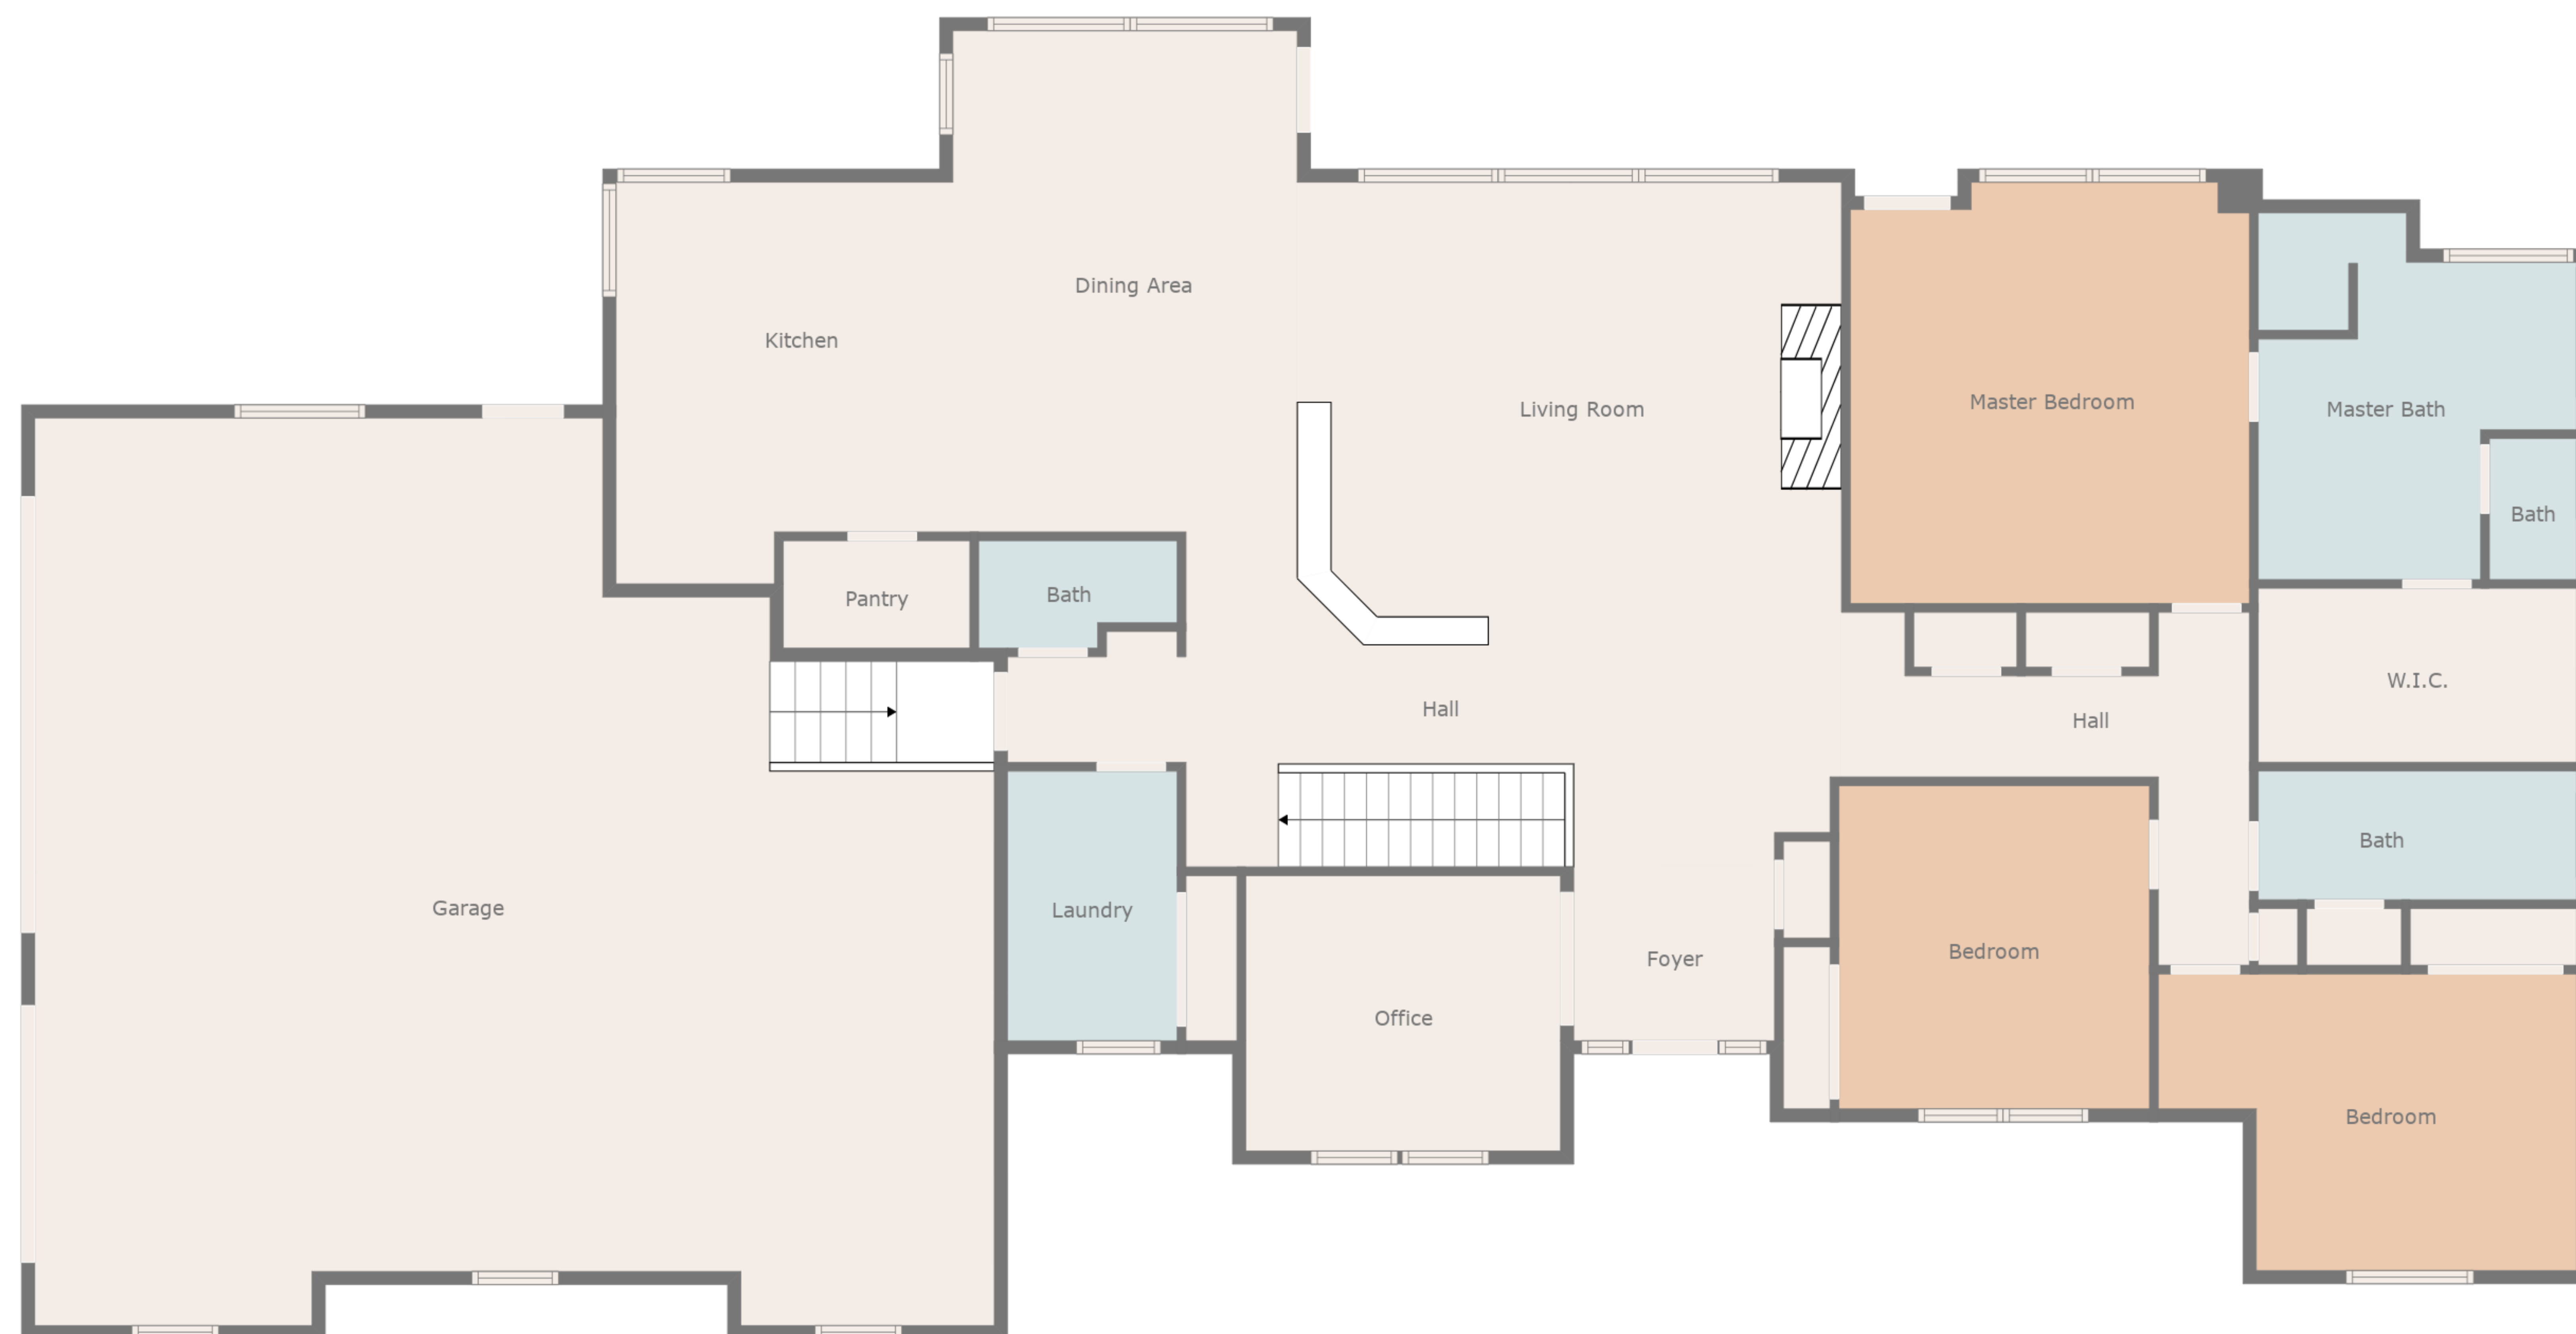 Dining Area
Kitchen
Living Room
Master Bedroom
Master Bath
Bath
Pantry
Bath
W.I.C.
Hall
Hall
Bath
Garage
Laundry
Bedroom
Foyer
Office
Bedroom